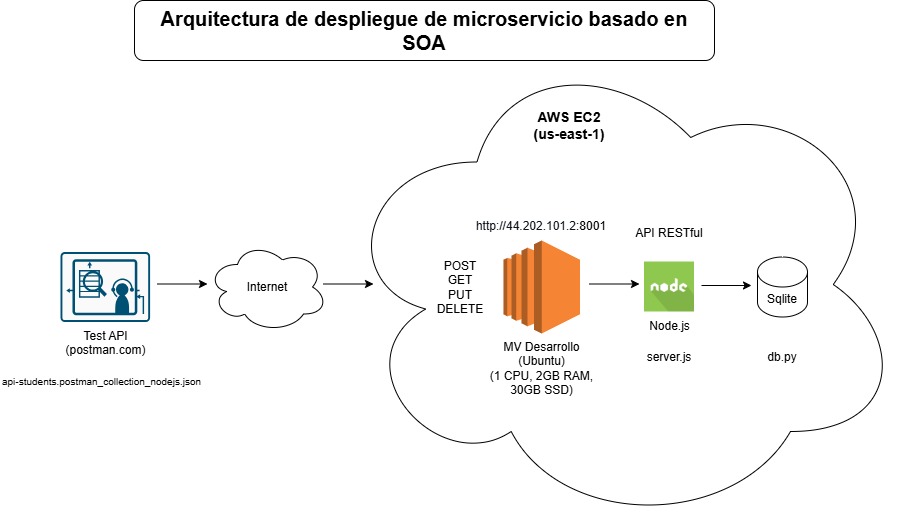 Arquitectura de despliegue de microservicio basado en
SOA
AWS EC2
(us-east-1)
http://44.202.101.2:8001
API RESTful
POST
GET
PUT
DELETE
node
Internet
Sqlite
Test API
(postman.com)
Node.js
MV Desarrollo
(Ubuntu)
(1 CPU, 2GB RAM,
30GB SSD)
server.js
db.py
api-students.postman_collection_nodejs.json